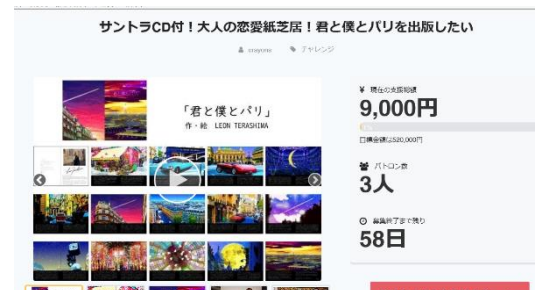 サントラCD付！大人の恋愛紙芝居！君と僕とパリを出版したい
チャレンジ
「君と僕とパリ」
作・絵 LEON TERASHIMA
¥ 現在の支援総額
9,000円
目標金額は520,000円
パトロン数
3人
募集終了まで残り
58日